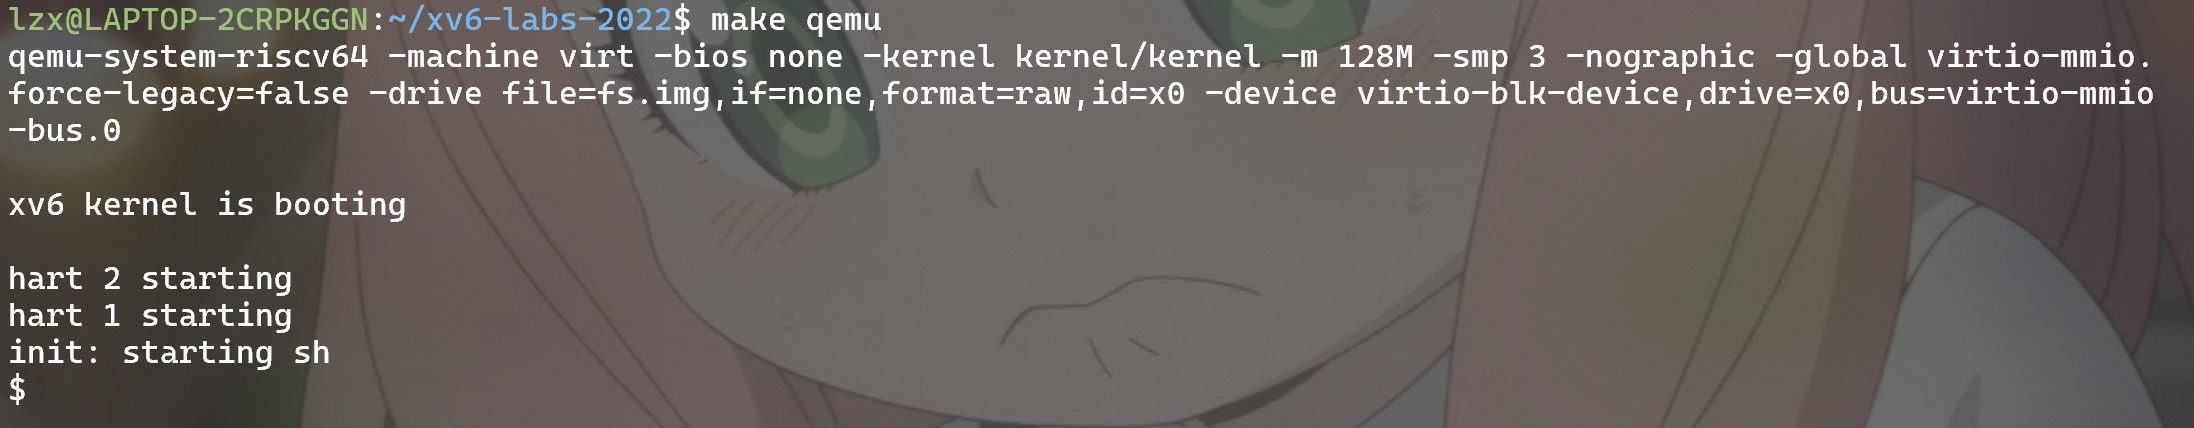 lzx@LAPTOP-2CRPKGGN:~/xv6-labs-2022$ make qemu
qemu-system-riscv64 -machine virt -bios none -kernel kernel/kernel -m 128M -smp 3 -nographic -global virtio-mmio.
force-legacy=false -drive file=fs.img,if=none,format=raw,id=x0 -device virtio-blk-device,drive=x0,bus=virtio-mmio
-bus.0
xv6 kernel is booting
hart 2 starting
hart 1 starting
init: starting sh
$